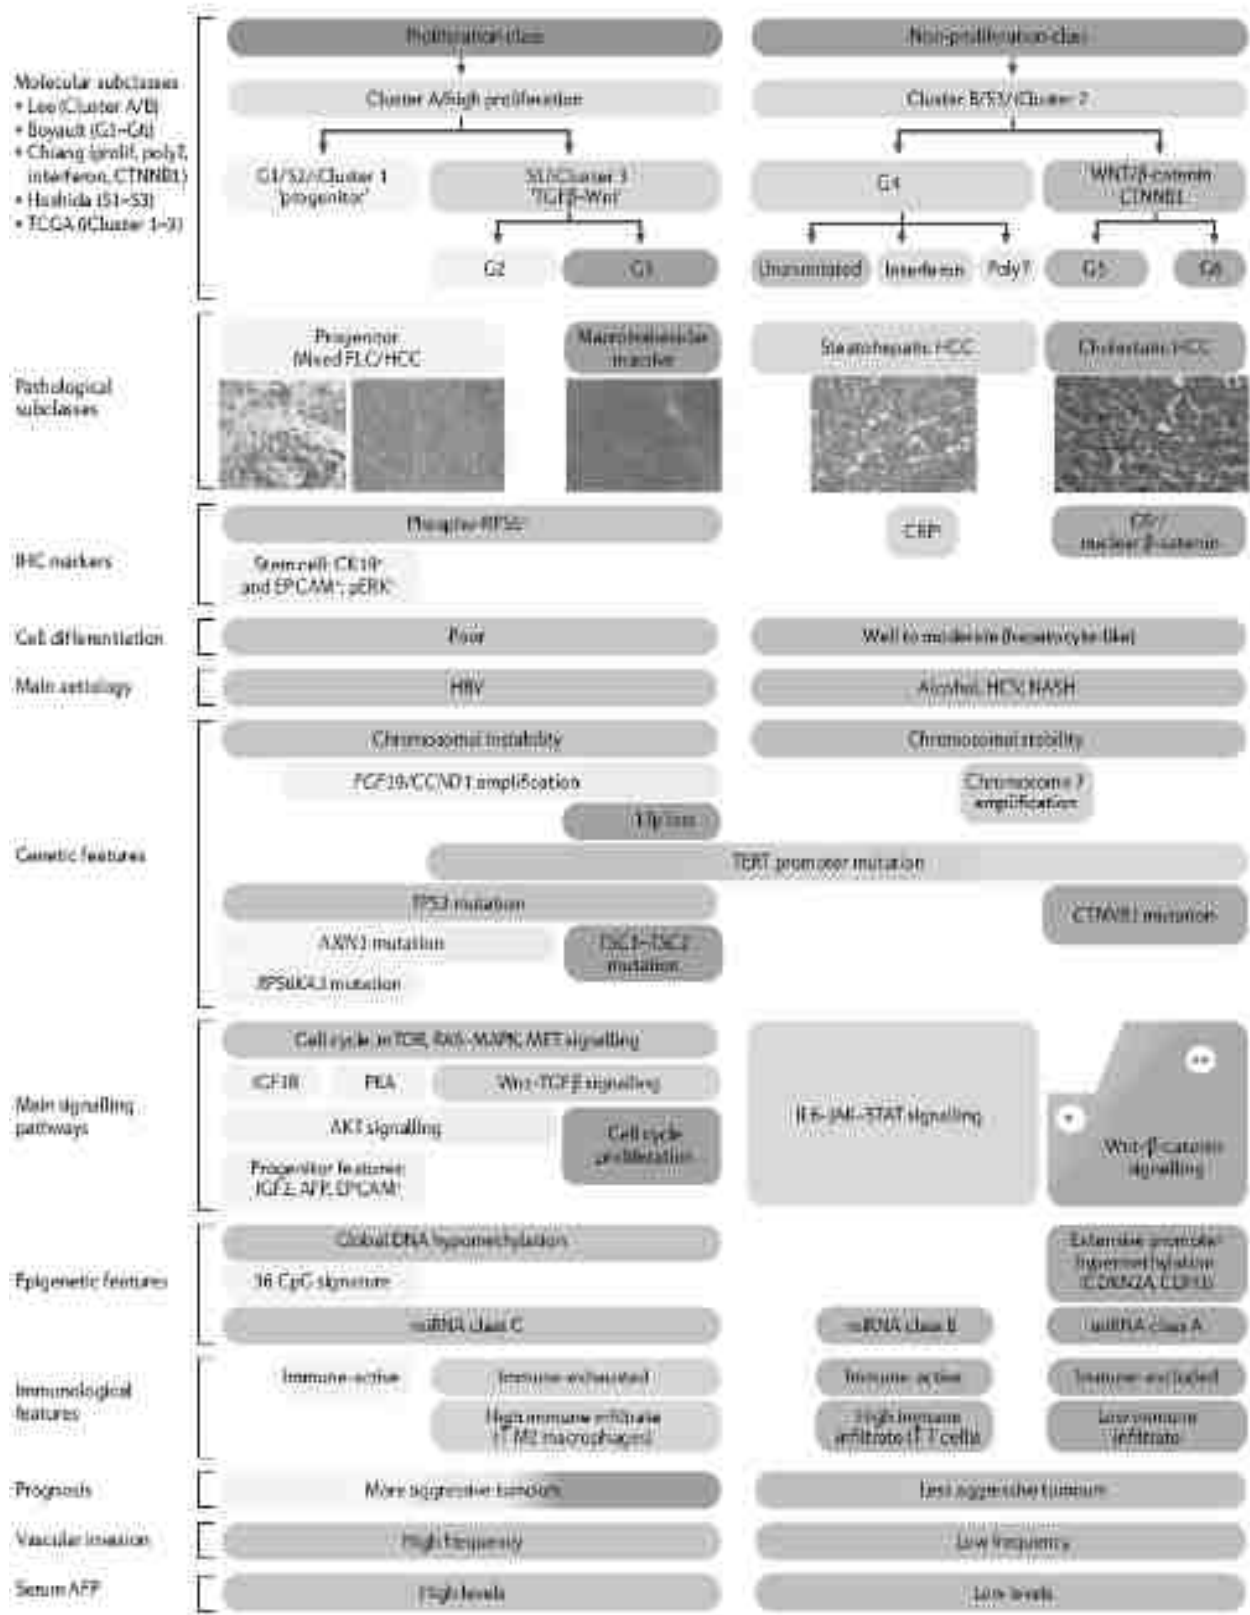 Proliferation class
Non-proliferation class
Molecular subclasses
• Lee (Cluster A/B)
• Boyault (G1–G6)
• Chiang (prolif, poly7,
interferon, CTNNB1)
• Hoshida (S1–S3)
• TCGA (iCluster 1–3)
Cluster A/high proliferation
Cluster B/S3/iCluster 2
G1/S2/iCluster 1
'progenitor'
S1/iCluster 3
'TGFβ–Wnt'
G4
WNT/β-catenin
CTNNB1
G2
G3
Unannotated
Interferon
Poly7
G5
G6
Pathological
subclasses
Progenitor
Mixed FLC/HCC
Macrotrabecular
massive
Steatohepatic HCC
Cholestatic HCC
IHC markers
Phospho-RPS6⁺
CRP⁺
GS⁺/
nuclear β-catenin
Stem cell: CK19⁺
and EPCAM⁺, pERK⁺
Cell differentiation
Poor
Well to moderate (hepatocyte-like)
Main aetiology
HBV
Alcohol, HCV, NASH
Genetic features
Chromosomal instability
Chromosomal stability
FGF19/CCND1 amplification
Chromosome 7
amplification
loss
TERT promoter mutation
TP53 mutation
CTNNB1 mutation
AXIN1 mutation
TSC1–TSC2
mutation
RPS6KA3 mutation
Main signalling
pathways
Cell cycle, mTOR, RAS–MAPK, MET signalling
IGF1R
PKA
Wnt–TGFβ signalling
IL6–JAK–STAT signalling
++
+
Wnt–β-catenin
signalling
AKT signalling
Cell cycle
proliferation
Progenitor features:
IGF2, AFP, EPCAM⁺
Epigenetic features
Global DNA hypomethylation
Extensive promoter
hypermethylation
(CDKN2A, CDH1)
36 CpG signature
miRNA class C
miRNA class B
miRNA class A
Immunological
features
Immune-active
Immune-exhausted
Immune-active
Immune-excluded
High immune infiltrate
(↑ M2 macrophages)
High immune
infiltrate (↑ T cells)
Low immune
infiltrate
Prognosis
More aggressive tumours
Less aggressive tumours
Vascular invasion
High frequency
Low frequency
Serum AFP
High levels
Low levels